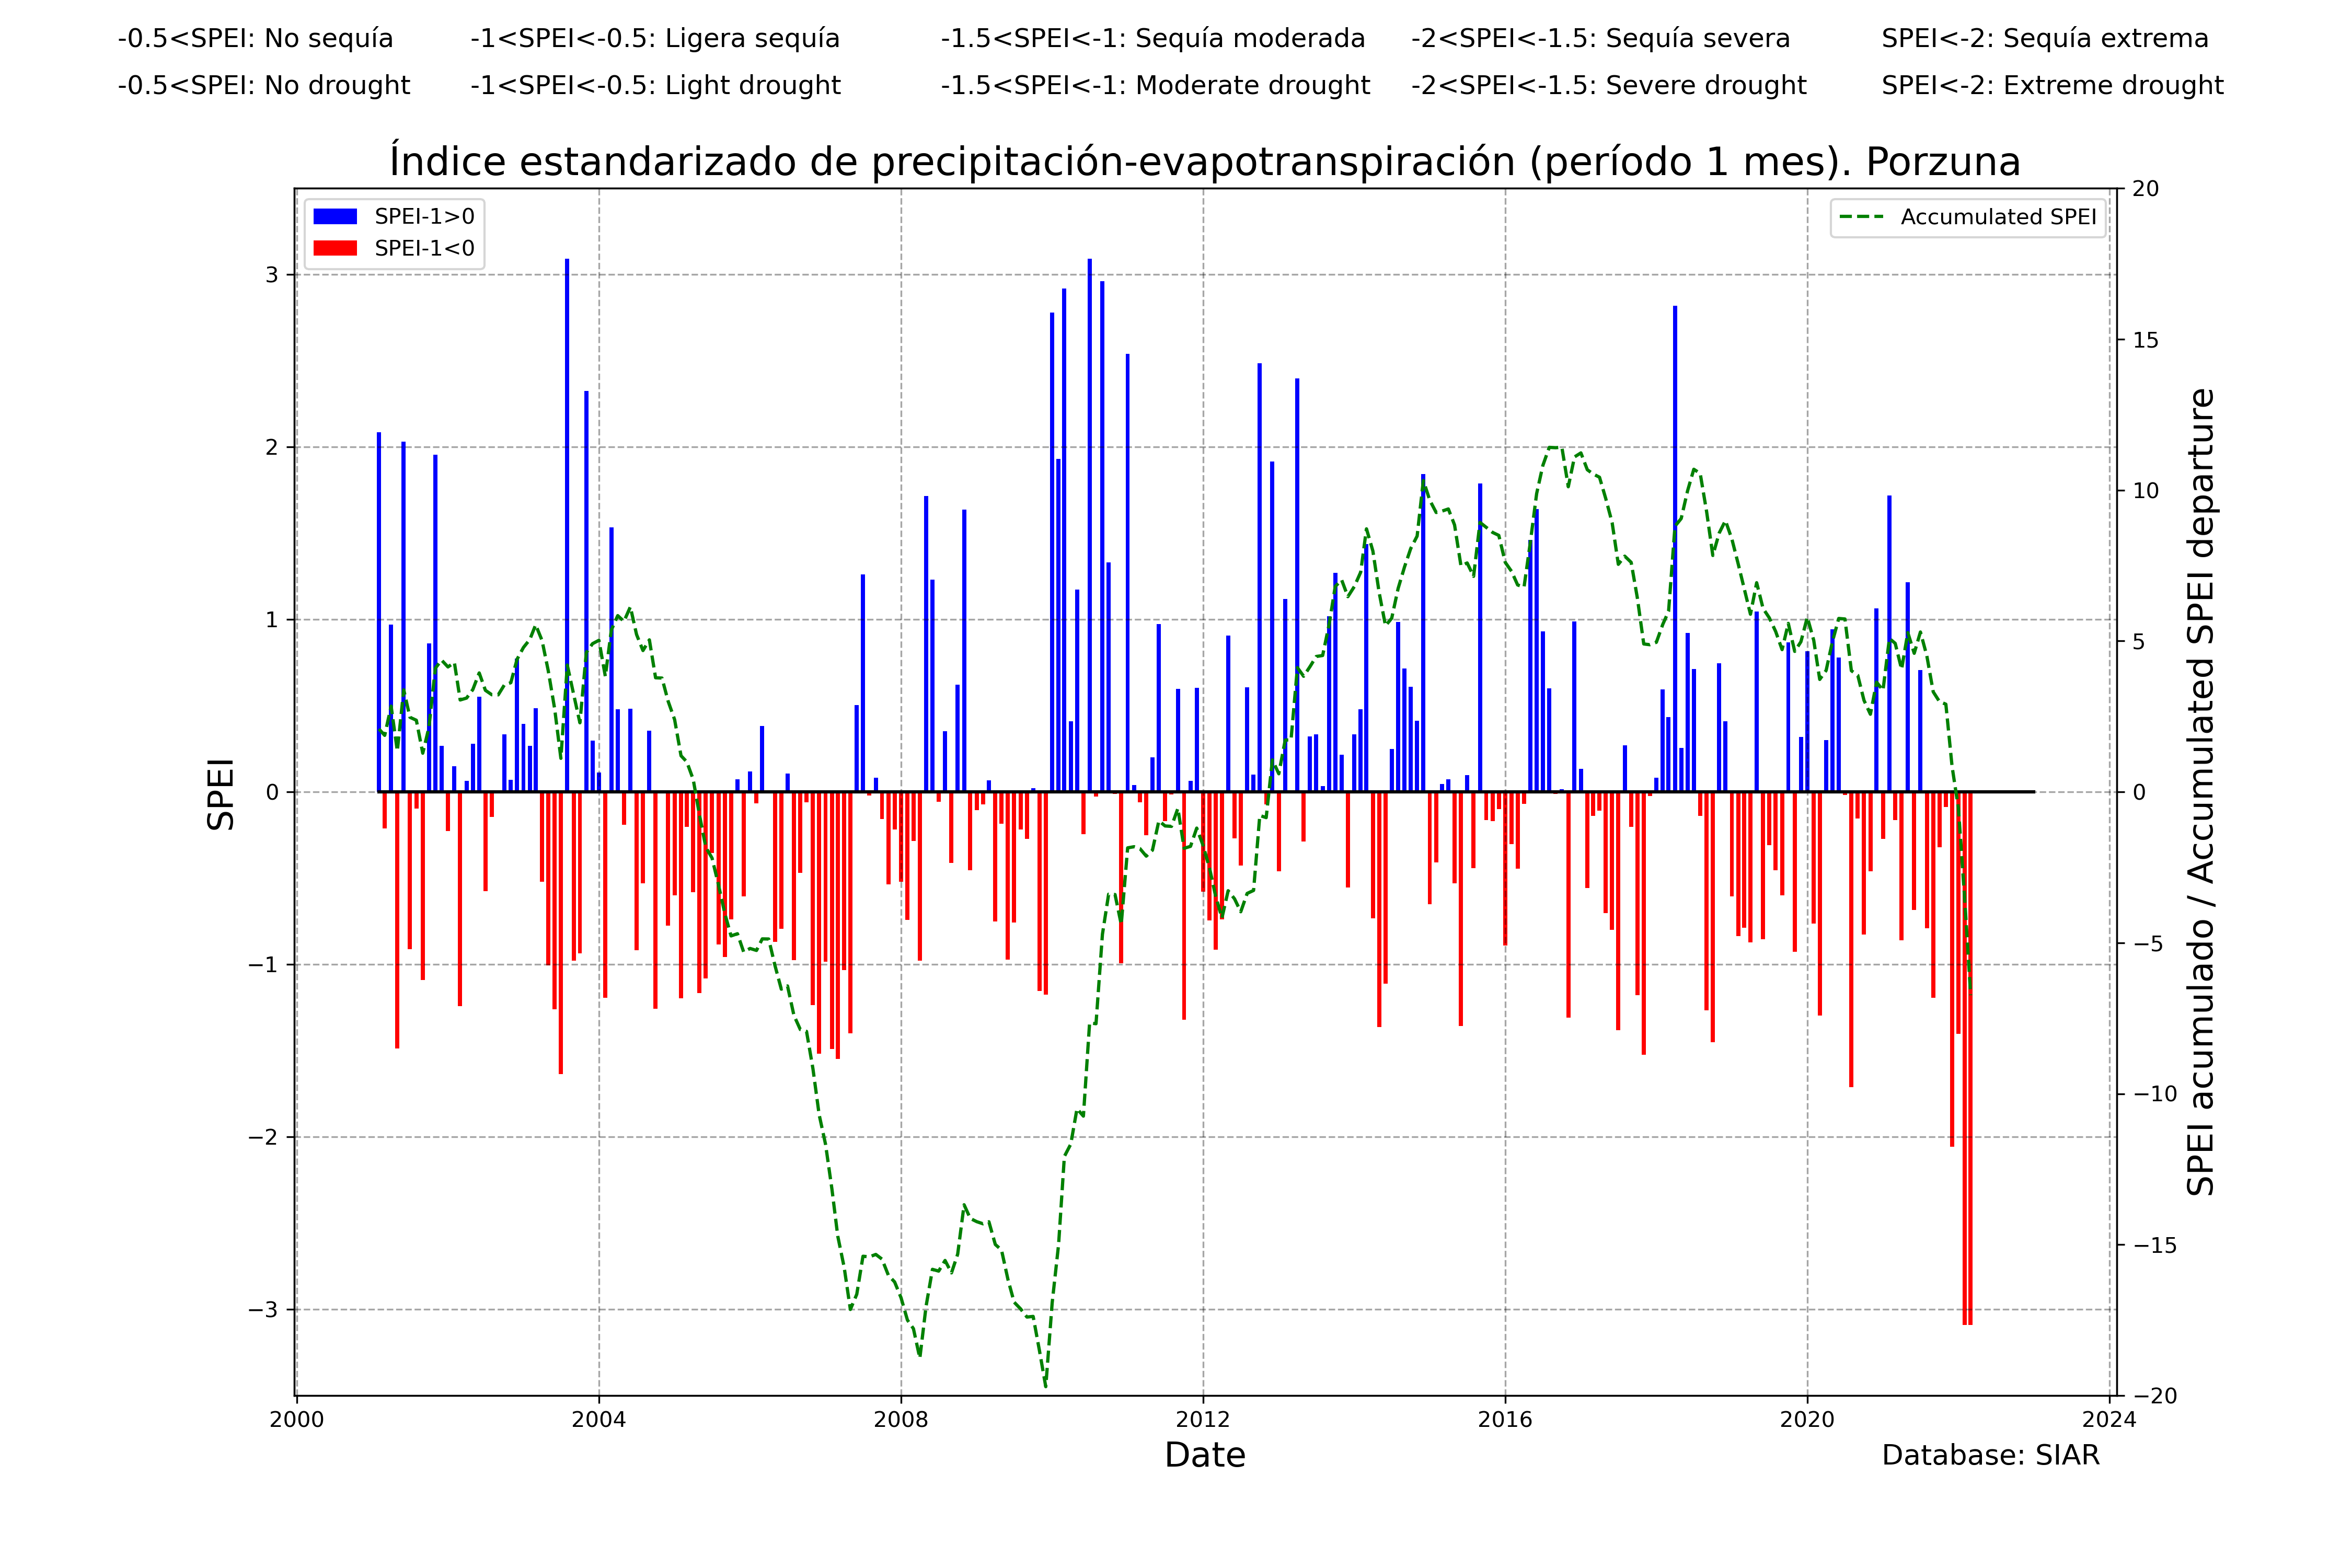 -0.5<SPEI: No sequía -1<SPEI<-0.5: Ligera sequía -1.5<SPEI<-1: Sequía moderada -2<SPEI<-1.5: Sequía severa SPEI<-2: Sequía extrema
-0.5<SPEI: No drought -1<SPEI<-0.5: Light drought -1.5<SPEI<-1: Moderate drought -2<SPEI<-1.5: Severe drought SPEI<-2: Extreme drought
Índice estandarizado de precipitación-evapotranspiración (período 1 mes). Porzuna
SPEI-1>0
SPEI-1<0
Accumulated SPEI
SPEI
3
2
1
0
−1
−2
−3
20
15
10
5
0
−5
−10
−15
−20
SPEI acumulado / Accumulated SPEI departure
2000 2004 2008 2012 2016 2020 2024
Date
Database: SIAR